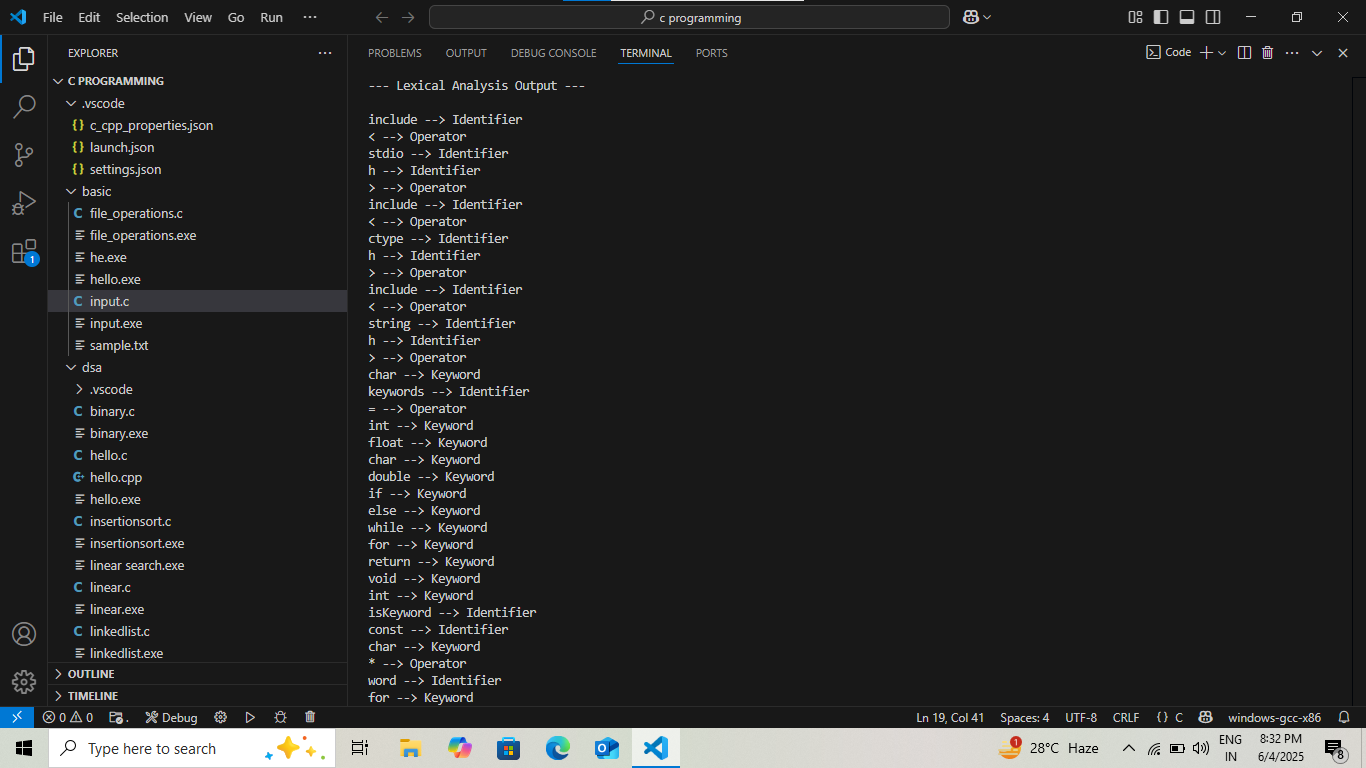 File Edit Selection View Go Run ···
c programming
EXPLORER ···
C PROGRAMMING
.vscode
{} c_cpp_properties.json
{} launch.json
{} settings.json
basic
C file_operations.c
file_operations.exe
he.exe
hello.exe
C input.c
input.exe
sample.txt
dsa
.vscode
C binary.c
binary.exe
C hello.c
hello.cpp
hello.exe
C insertionsort.c
insertionsort.exe
linear search.exe
C linear.c
linear.exe
C linkedlist.c
linkedlist.exe
OUTLINE
TIMELINE
1
PROBLEMS OUTPUT DEBUG CONSOLE TERMINAL PORTS
Code
--- Lexical Analysis Output ---
include --> Identifier
< --> Operator
stdio --> Identifier
h --> Identifier
> --> Operator
include --> Identifier
< --> Operator
ctype --> Identifier
h --> Identifier
> --> Operator
include --> Identifier
< --> Operator
string --> Identifier
h --> Identifier
> --> Operator
char --> Keyword
keywords --> Identifier
= --> Operator
int --> Keyword
float --> Keyword
char --> Keyword
double --> Keyword
if --> Keyword
else --> Keyword
while --> Keyword
for --> Keyword
return --> Keyword
void --> Keyword
int --> Keyword
isKeyword --> Identifier
const --> Identifier
char --> Keyword
* --> Operator
word --> Identifier
for --> Keyword
0 0 . Debug Ln 19, Col 41 Spaces: 4 UTF-8 CRLF {} C windows-gcc-x86
Type here to search
1 28°C Haze ENG IN 8:32 PM 6/4/2025 8